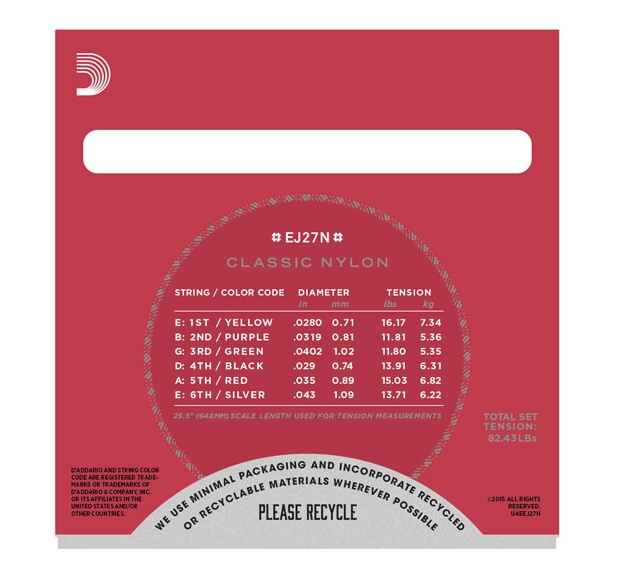 # EJ27N #
CLASSIC NYLON
STRING / COLOR CODE DIAMETER TENSION
in mm lbs kg
E: 1ST / YELLOW .0280 0.71 16.17 7.34
B: 2ND / PURPLE .0319 0.81 11.81 5.36
G: 3RD / GREEN .0402 1.02 11.80 5.35
D: 4TH / BLACK .029 0.74 13.91 6.31
A: 5TH / RED .035 0.89 15.03 6.82
E: 6TH / SILVER .043 1.09 13.71 6.22
25.5" (648MM) SCALE LENGTH USED FOR TENSION MEASUREMENTS
TOTAL SET
TENSION:
82.43LBs
D'ADDARIO AND STRING COLOR
CODE ARE REGISTERED TRADE-
MARKS OR TRADEMARKS OF
D'ADDARIO & COMPANY, INC.
OR ITS AFFILIATES IN THE
UNITED STATES AND/OR
OTHER COUNTRIES.
WE USE MINIMAL PACKAGING AND INCORPORATE RECYCLED
OR RECYCLABLE MATERIALS WHEREVER POSSIBLE
PLEASE RECYCLE
©2015 ALL RIGHTS
RESERVED.
U4EEJ27N